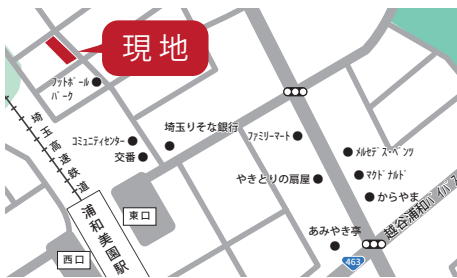 現地
フットボール
パーク
埼玉高速鉄道
コミュニティセンター
交番
埼玉りそな銀行
ファミリーマート
メルセデス・ベンツ
マクドナルド
やきとりの扇屋
からやま
浦和美園駅
東口
西口
あみやき亭
463
越谷浦和バイパス